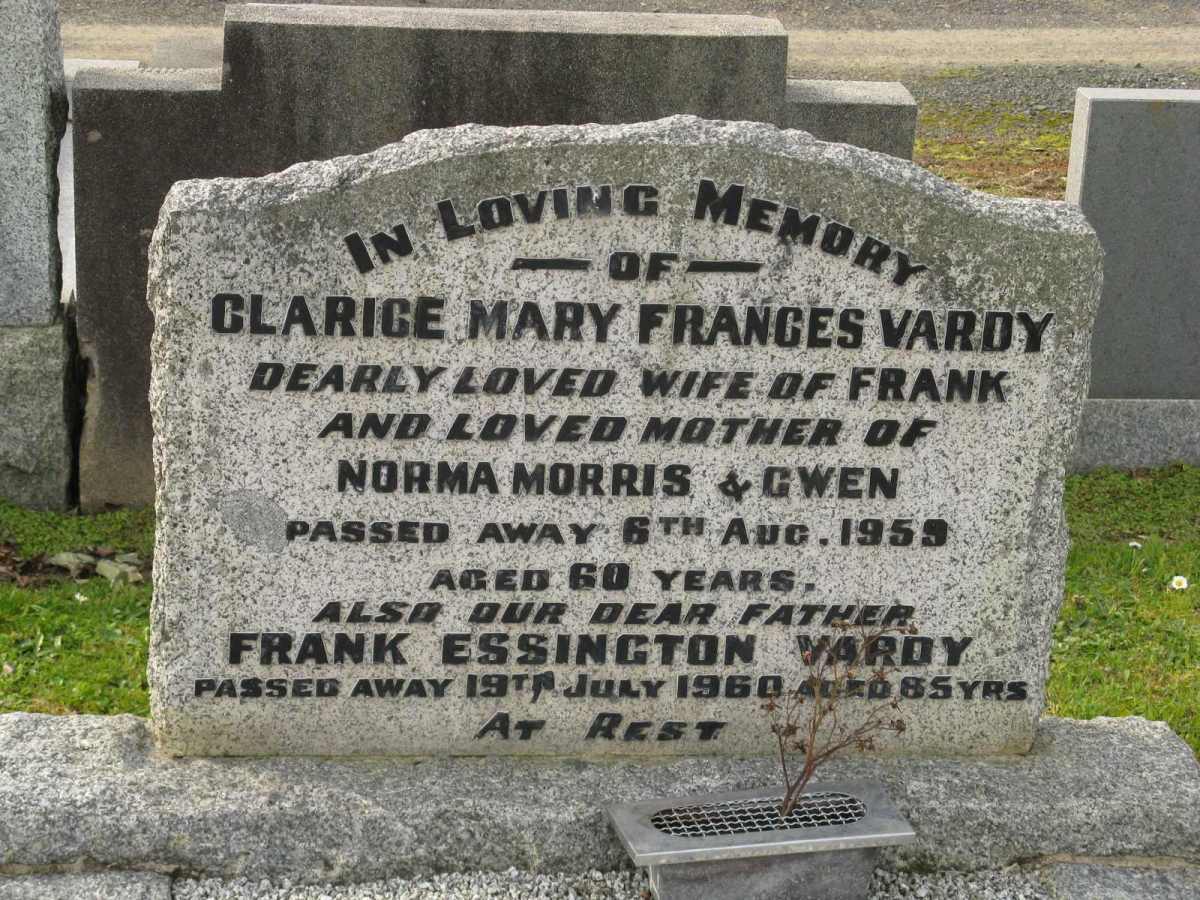 IN LOVING MEMORY
— OF —
CLARICE MARY FRANCES VARDY
DEARLY LOVED WIFE OF FRANK
AND LOVED MOTHER OF
NORMA MORRIS & GWEN
PASSED AWAY 6TH AUG. 1959
AGED 60 YEARS.
ALSO OUR DEAR FATHER
FRANK ESSINGTON VARDY
PASSED AWAY 19TH JULY 1960 AGED 85 YRS
AT REST